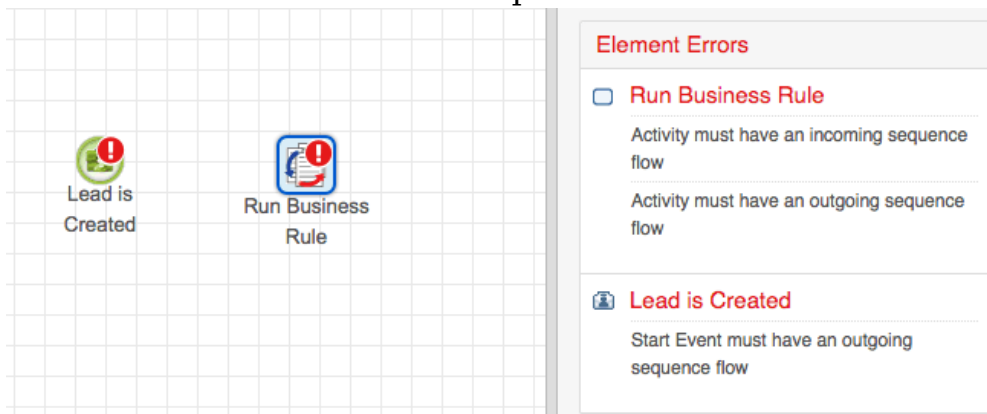 Lead is
Created
Run Business
Rule
Element Errors
Run Business Rule
Activity must have an incoming sequence
flow
Activity must have an outgoing sequence
flow
Lead is Created
Start Event must have an outgoing
sequence flow